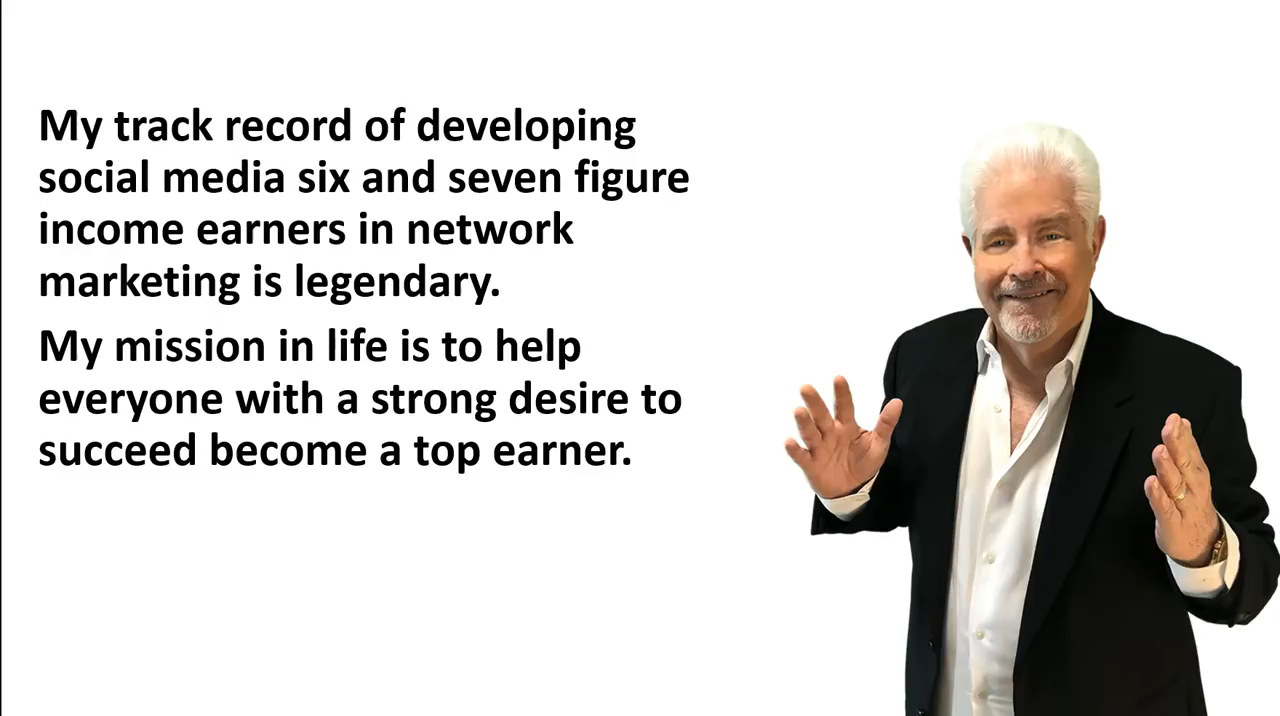 My track record of developing
social media six and seven figure
income earners in network
marketing is legendary.
My mission in life is to help
everyone with a strong desire to
succeed become a top earner.